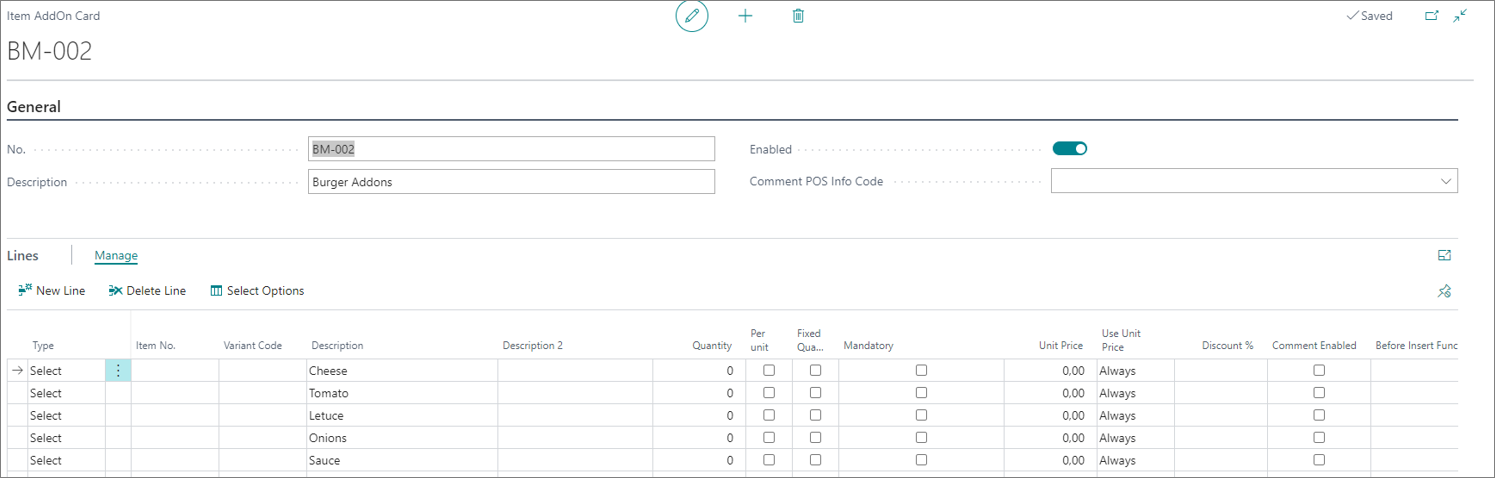 Item AddOn Card
Saved
BM-002
General
No. BM-002 Enabled
Description Burger Addons Comment POS Info Code
Lines Manage
New Line Delete Line Select Options
Type Item No. Variant Code Description Description 2 Quantity Per unit Fixed Qua... Mandatory Unit Price Use Unit Price Discount % Comment Enabled Before Insert Func
Select Cheese 0 0,00 Always
Select Tomato 0 0,00 Always
Select Letuce 0 0,00 Always
Select Onions 0 0,00 Always
Select Sauce 0 0,00 Always